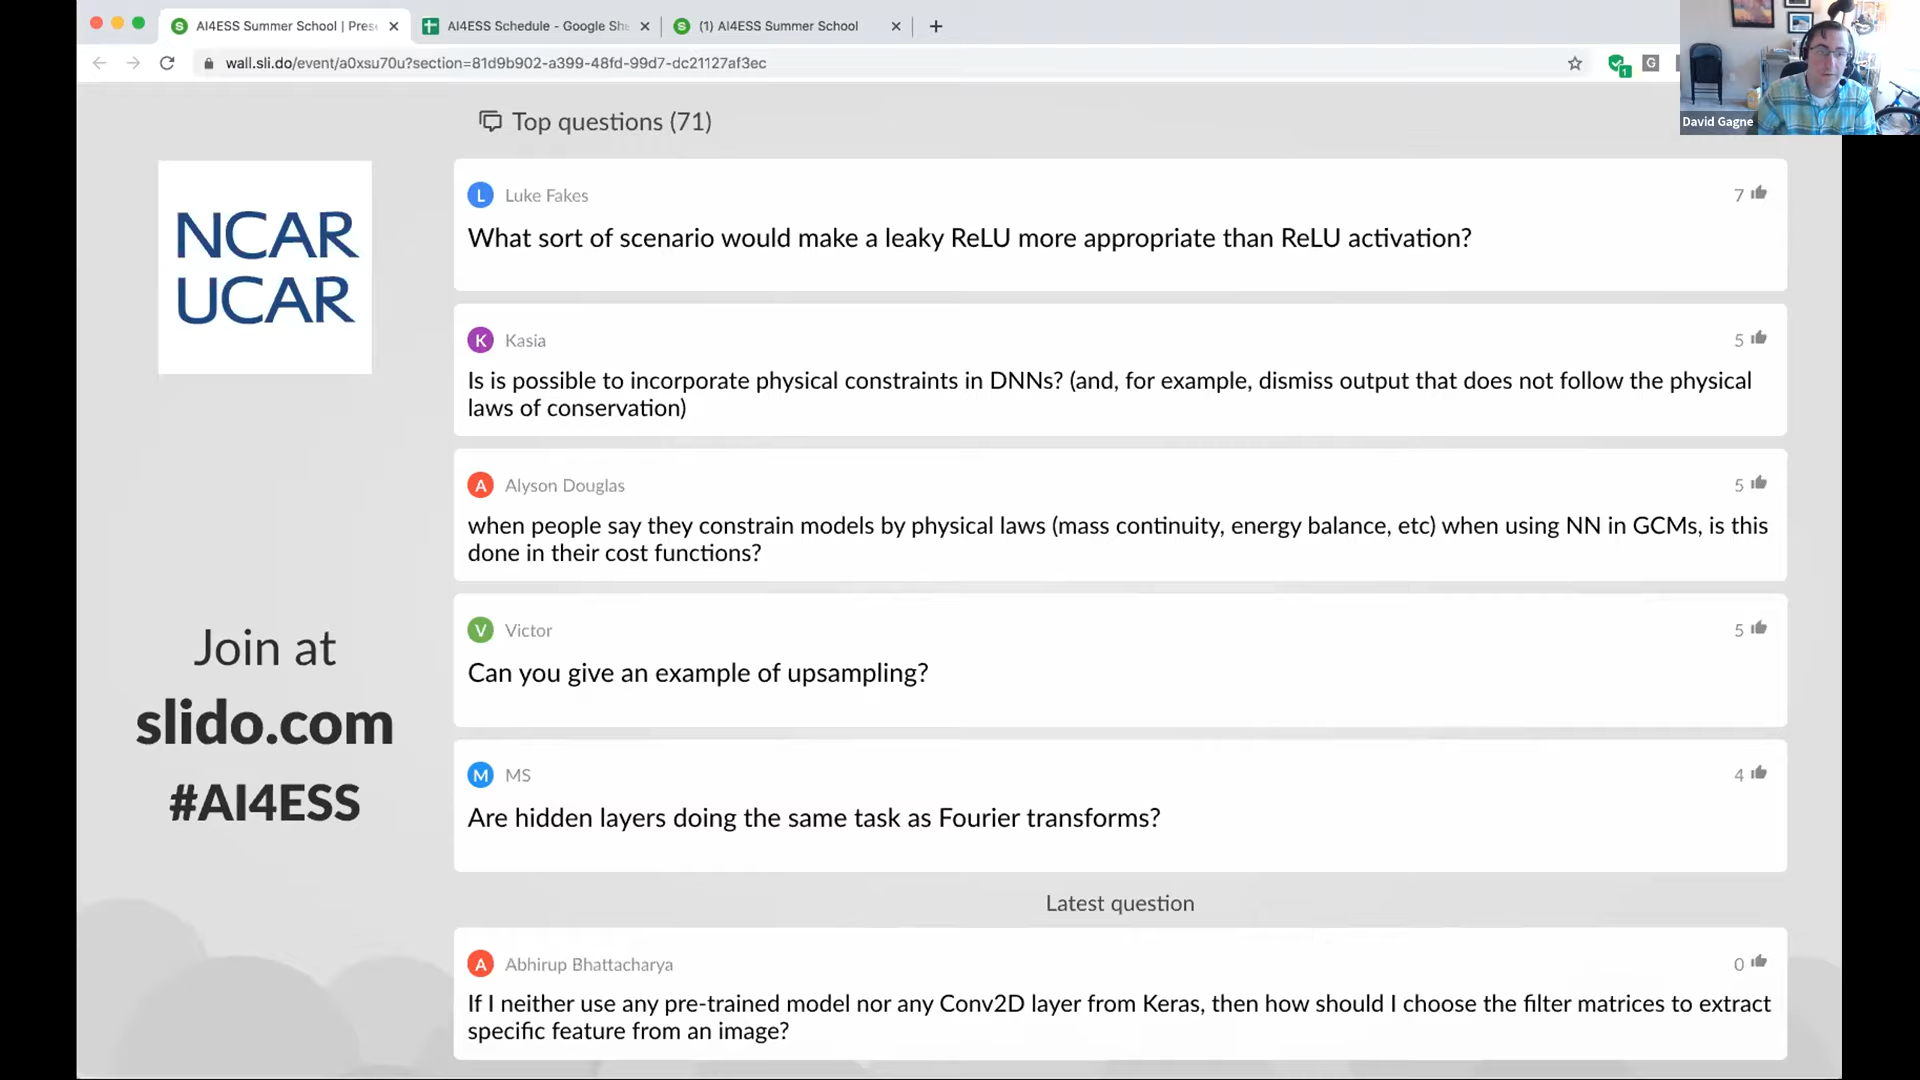 AI4ESS Summer School | Pres
AI4ESS Schedule - Google Sh
(1) AI4ESS Summer School
wall.sli.do/event/a0xsu70u?section=81d9b902-a399-48fd-99d7-dc21127af3ec
G
1
David Gagne
Top questions (71)
NCAR
UCAR
L Luke Fakes 7
What sort of scenario would make a leaky ReLU more appropriate than ReLU activation?
K Kasia 5
Is is possible to incorporate physical constraints in DNNs? (and, for example, dismiss output that does not follow the physical
laws of conservation)
A Alyson Douglas 5
when people say they constrain models by physical laws (mass continuity, energy balance, etc) when using NN in GCMs, is this
done in their cost functions?
V Victor 5
Can you give an example of upsampling?
M MS 4
Are hidden layers doing the same task as Fourier transforms?
Join at
slido.com
#AI4ESS
Latest question
A Abhirup Bhattacharya 0
If I neither use any pre-trained model nor any Conv2D layer from Keras, then how should I choose the filter matrices to extract
specific feature from an image?